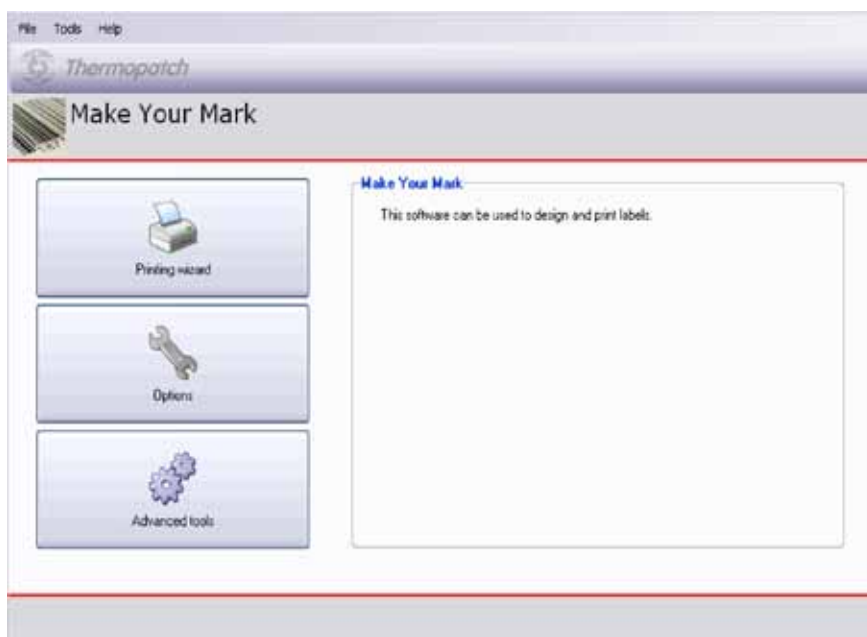 File Tools Help
Thermopatch
Make Your Mark
Printing wizard
Options
Advanced tools
Make Your Mark
This software can be used to design and print labels.